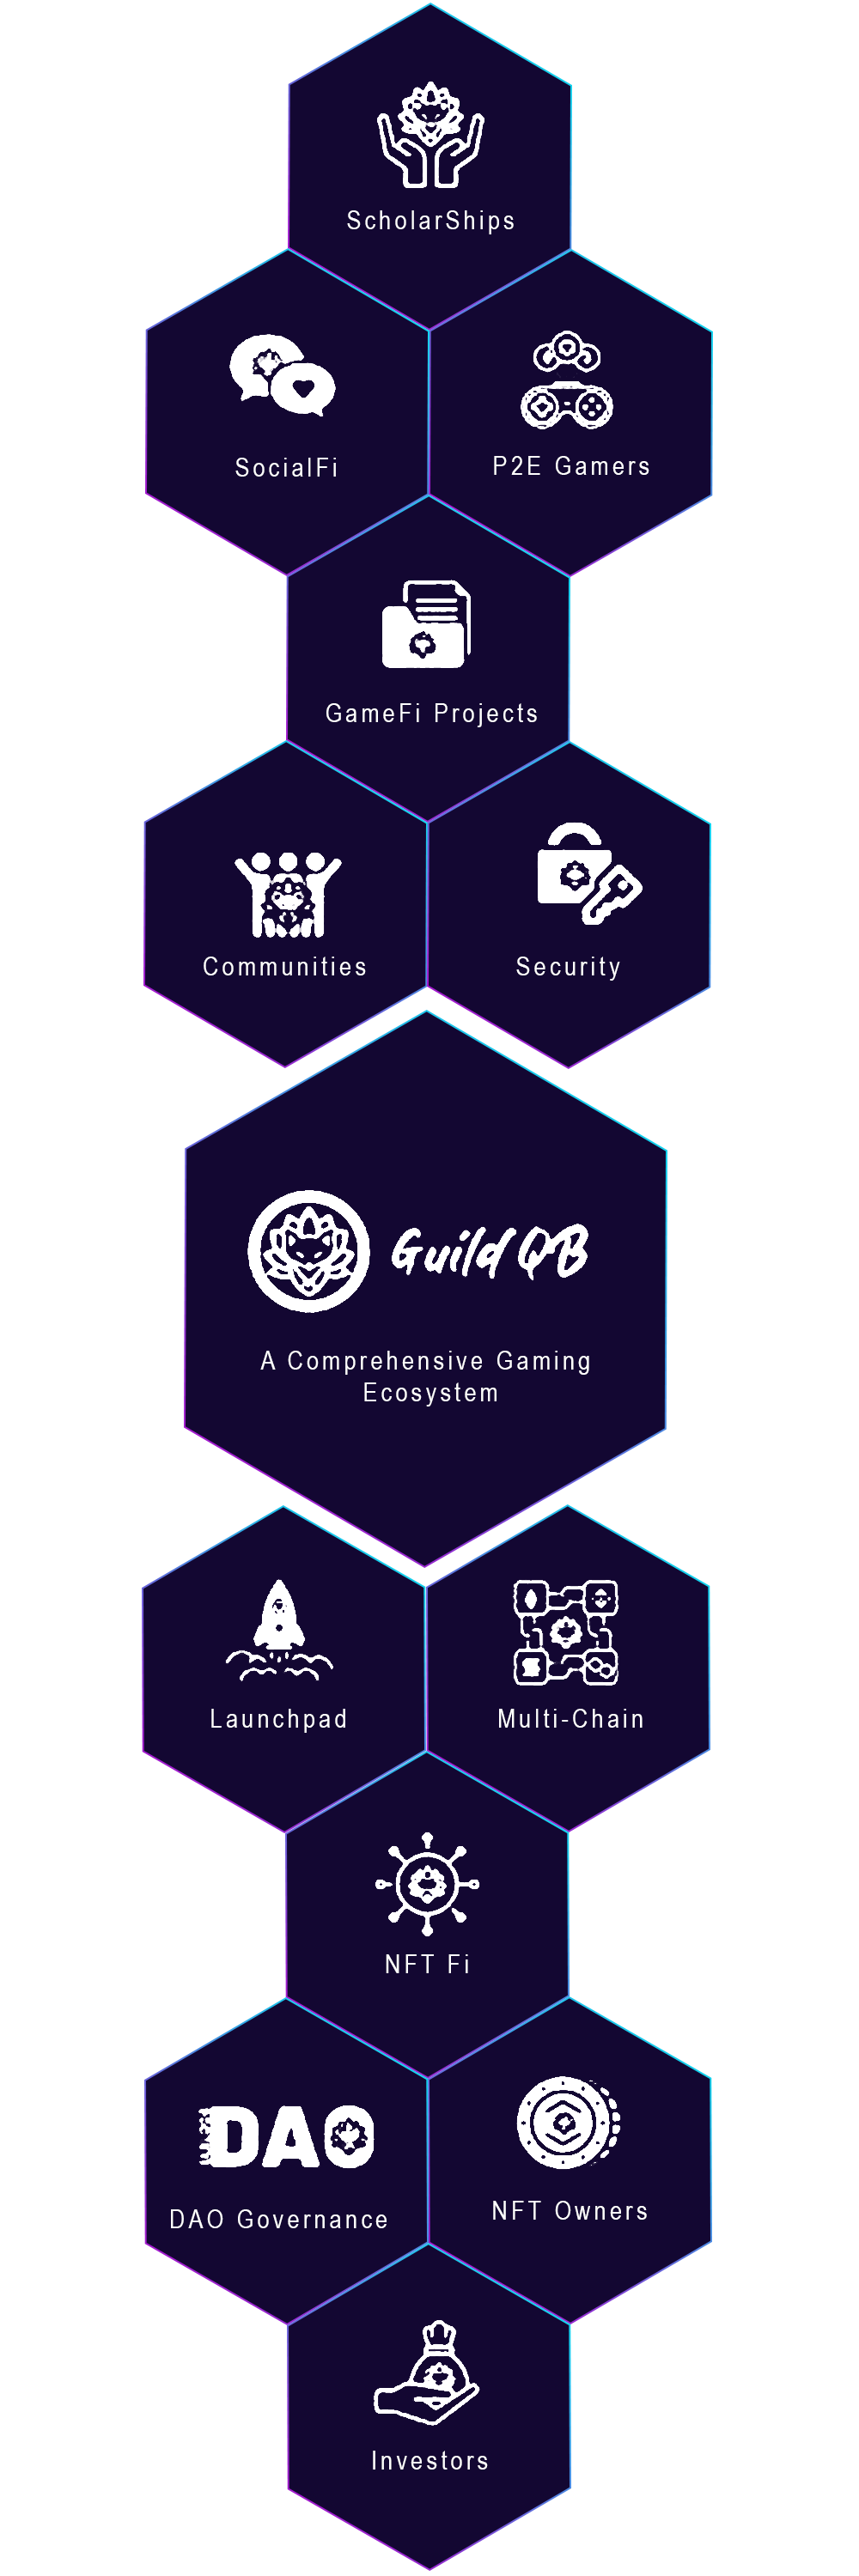 ScholarShips
SocialFi
P2E Gamers
GameFi Projects
Communities
Security
Guild QB
A Comprehensive Gaming
Ecosystem
Launchpad
Multi-Chain
NFT Fi
DAO
DAO Governance
NFT Owners
Investors